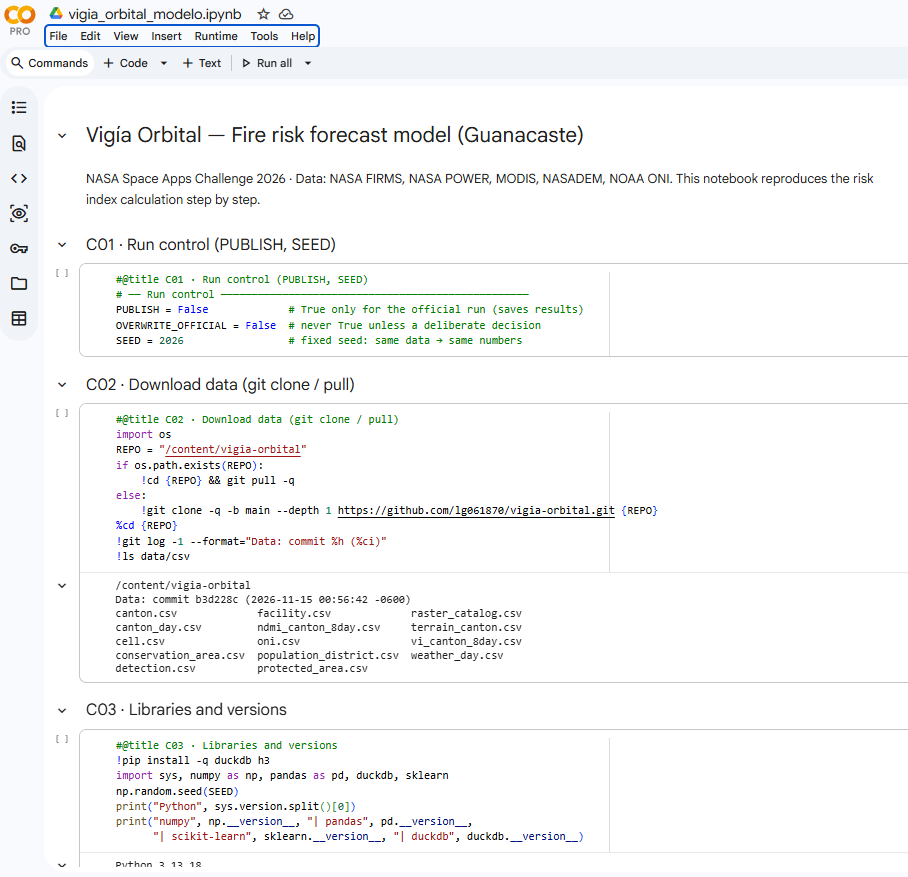 CO
PRO
vigia_orbital_modelo.ipynb
File Edit View Insert Runtime Tools Help
Commands + Code + Text Run all
Vigía Orbital — Fire risk forecast model (Guanacaste)
NASA Space Apps Challenge 2026 · Data: NASA FIRMS, NASA POWER, MODIS, NASADEM, NOAA ONI. This notebook reproduces the risk
index calculation step by step.
C01 · Run control (PUBLISH, SEED)
[ ]
#@title C01 · Run control (PUBLISH, SEED)
# —— Run control ——————————————————————————
PUBLISH = False # True only for the official run (saves results)
OVERWRITE_OFFICIAL = False # never True unless a deliberate decision
SEED = 2026 # fixed seed: same data → same numbers
C02 · Download data (git clone / pull)
[ ]
#@title C02 · Download data (git clone / pull)
import os
REPO = "/content/vigia-orbital"
if os.path.exists(REPO):
    !cd {REPO} && git pull -q
else:
    !git clone -q -b main --depth 1 https://github.com/lg061870/vigia-orbital.git {REPO}
%cd {REPO}
!git log -1 --format="Data: commit %h (%ci)"
!ls data/csv
/content/vigia-orbital
Data: commit b3d228c (2026-11-15 00:56:42 -0600)
canton.csv facility.csv raster_catalog.csv
canton_day.csv ndmi_canton_8day.csv terrain_canton.csv
cell.csv oni.csv vi_canton_8day.csv
conservation_area.csv population_district.csv weather_day.csv
detection.csv protected_area.csv
C03 · Libraries and versions
[ ]
#@title C03 · Libraries and versions
!pip install -q duckdb h3
import sys, numpy as np, pandas as pd, duckdb, sklearn
np.random.seed(SEED)
print("Python", sys.version.split()[0])
print("numpy", np.__version__, "| pandas", pd.__version__,
      "| scikit-learn", sklearn.__version__, "| duckdb", duckdb.__version__)
Python 3.13.18